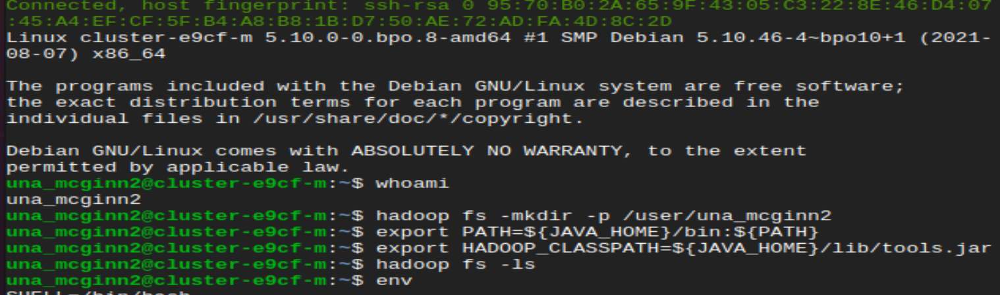 Connected, host fingerprint: ssh-rsa 0 95:70:B0:2A:65:9F:43:05:C3:22:8E:46:D4:07
:45:A4:EF:CF:5F:B4:A8:B8:1B:D7:50:AE:72:AD:FA:4D:8C:2D
Linux cluster-e9cf-m 5.10.0-0.bpo.8-amd64 #1 SMP Debian 5.10.46-4~bpo10+1 (2021-
08-07) x86_64
The programs included with the Debian GNU/Linux system are free software;
the exact distribution terms for each program are described in the
individual files in /usr/share/doc/*/copyright.
Debian GNU/Linux comes with ABSOLUTELY NO WARRANTY, to the extent
permitted by applicable law.
una_mcginn2@cluster-e9cf-m:~$ whoami
una_mcginn2
una_mcginn2@cluster-e9cf-m:~$ hadoop fs -mkdir -p /user/una_mcginn2
una_mcginn2@cluster-e9cf-m:~$ export PATH=${JAVA_HOME}/bin:${PATH}
una_mcginn2@cluster-e9cf-m:~$ export HADOOP_CLASSPATH=${JAVA_HOME}/lib/tools.jar
una_mcginn2@cluster-e9cf-m:~$ hadoop fs -ls
una_mcginn2@cluster-e9cf-m:~$ env
SHELL=/bin/bash